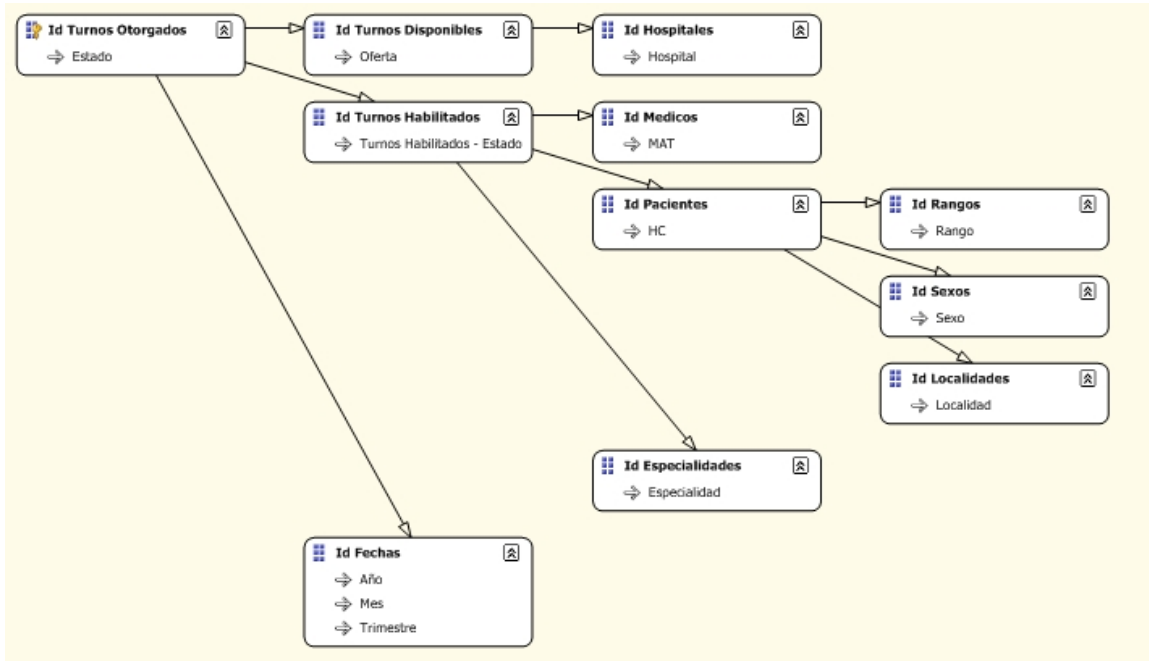 Id Turnos Otorgados
Estado
Id Turnos Disponibles
Oferta
Id Hospitales
Hospital
Id Turnos Habilitados
Turnos Habilitados - Estado
Id Medicos
MAT
Id Pacientes
HC
Id Rangos
Rango
Id Sexos
Sexo
Id Localidades
Localidad
Id Especialidades
Especialidad
Id Fechas
Año
Mes
Trimestre